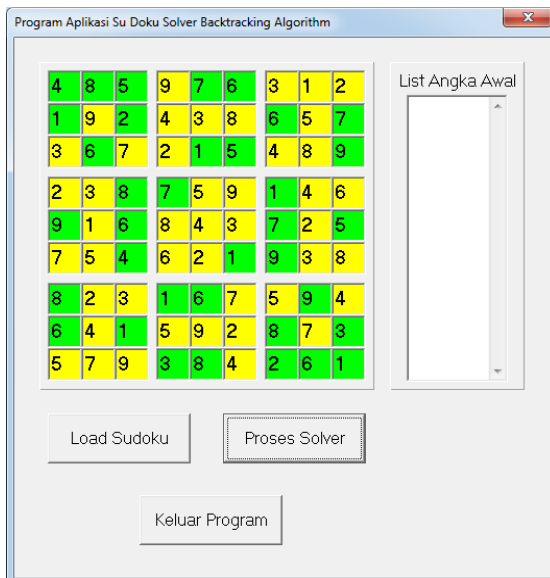 Program Aplikasi Su Doku Solver Backtracking Algorithm
4 8 5 9 7 6 3 1 2
1 9 2 4 3 8 6 5 7
3 6 7 2 1 5 4 8 9
2 3 8 7 5 9 1 4 6
9 1 6 8 4 3 7 2 5
7 5 4 6 2 1 9 3 8
8 2 3 1 6 7 5 9 4
6 4 1 5 9 2 8 7 3
5 7 9 3 8 4 2 6 1
List Angka Awal
Load Sudoku
Proses Solver
Keluar Program